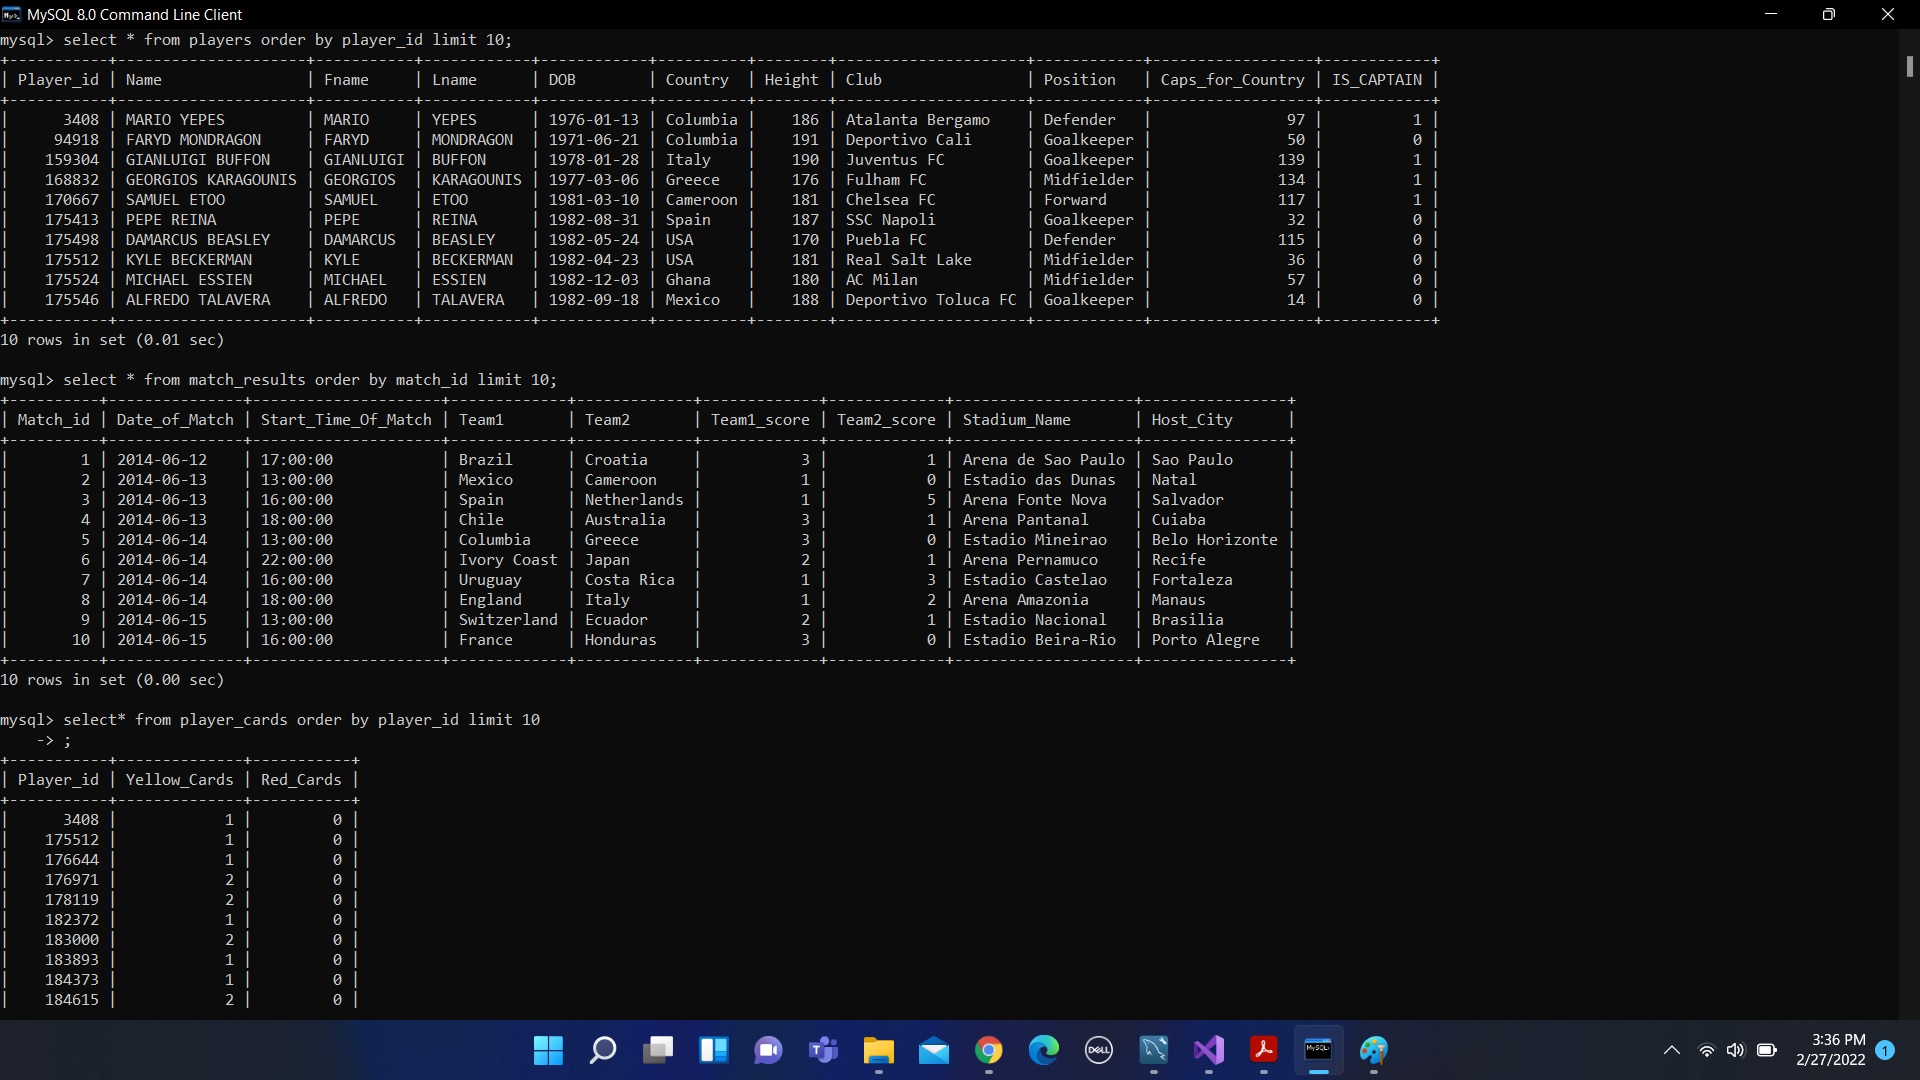 MySQL 8.0 Command Line Client
mysql> select * from players order by player_id limit 10;
+-----------+---------------------+-----------+------------+------------+----------+--------+---------------------+------------+------------------+------------+
| Player_id | Name                | Fname     | Lname      | DOB        | Country  | Height | Club                | Position   | Caps_for_Country | IS_CAPTAIN |
+-----------+---------------------+-----------+------------+------------+----------+--------+---------------------+------------+------------------+------------+
|      3408 | MARIO YEPES         | MARIO     | YEPES      | 1976-01-13 | Columbia |    186 | Atalanta Bergamo    | Defender   |               97 |          1 |
|     94918 | FARYD MONDRAGON     | FARYD     | MONDRAGON  | 1971-06-21 | Columbia |    191 | Deportivo Cali      | Goalkeeper |               50 |          0 |
|    159304 | GIANLUIGI BUFFON    | GIANLUIGI | BUFFON     | 1978-01-28 | Italy    |    190 | Juventus FC         | Goalkeeper |              139 |          1 |
|    168832 | GEORGIOS KARAGOUNIS | GEORGIOS  | KARAGOUNIS | 1977-03-06 | Greece   |    176 | Fulham FC           | Midfielder |              134 |          1 |
|    170667 | SAMUEL ETOO         | SAMUEL    | ETOO       | 1981-03-10 | Cameroon |    181 | Chelsea FC          | Forward    |              117 |          1 |
|    175413 | PEPE REINA          | PEPE      | REINA      | 1982-08-31 | Spain    |    187 | SSC Napoli          | Goalkeeper |               32 |          0 |
|    175498 | DAMARCUS BEASLEY    | DAMARCUS  | BEASLEY    | 1982-05-24 | USA      |    170 | Puebla FC           | Defender   |              115 |          0 |
|    175512 | KYLE BECKERMAN      | KYLE      | BECKERMAN  | 1982-04-23 | USA      |    181 | Real Salt Lake      | Midfielder |               36 |          0 |
|    175524 | MICHAEL ESSIEN      | MICHAEL   | ESSIEN     | 1982-12-03 | Ghana    |    180 | AC Milan            | Midfielder |               57 |          0 |
|    175546 | ALFREDO TALAVERA    | ALFREDO   | TALAVERA   | 1982-09-18 | Mexico   |    188 | Deportivo Toluca FC | Goalkeeper |               14 |          0 |
+-----------+---------------------+-----------+------------+------------+----------+--------+---------------------+------------+------------------+------------+
10 rows in set (0.01 sec)
mysql> select * from match_results order by match_id limit 10;
+----------+---------------+---------------------+-------------+-------------+-------------+-------------+--------------------+----------------+
| Match_id | Date_of_Match | Start_Time_Of_Match | Team1       | Team2       | Team1_score | Team2_score | Stadium_Name       | Host_City      |
+----------+---------------+---------------------+-------------+-------------+-------------+-------------+--------------------+----------------+
|        1 | 2014-06-12    | 17:00:00            | Brazil      | Croatia     |           3 |           1 | Arena de Sao Paulo | Sao Paulo      |
|        2 | 2014-06-13    | 13:00:00            | Mexico      | Cameroon    |           1 |           0 | Estadio das Dunas  | Natal          |
|        3 | 2014-06-13    | 16:00:00            | Spain       | Netherlands |           1 |           5 | Arena Fonte Nova   | Salvador       |
|        4 | 2014-06-13    | 18:00:00            | Chile       | Australia   |           3 |           1 | Arena Pantanal     | Cuiaba         |
|        5 | 2014-06-14    | 13:00:00            | Columbia    | Greece      |           3 |           0 | Estadio Mineirao   | Belo Horizonte |
|        6 | 2014-06-14    | 22:00:00            | Ivory Coast | Japan       |           2 |           1 | Arena Pernamuco    | Recife         |
|        7 | 2014-06-14    | 16:00:00            | Uruguay     | Costa Rica  |           1 |           3 | Estadio Castelao   | Fortaleza      |
|        8 | 2014-06-14    | 18:00:00            | England     | Italy       |           1 |           2 | Arena Amazonia     | Manaus         |
|        9 | 2014-06-15    | 13:00:00            | Switzerland | Ecuador     |           2 |           1 | Estadio Nacional   | Brasilia       |
|       10 | 2014-06-15    | 16:00:00            | France      | Honduras    |           3 |           0 | Estadio Beira-Rio  | Porto Alegre   |
+----------+---------------+---------------------+-------------+-------------+-------------+-------------+--------------------+----------------+
10 rows in set (0.00 sec)
mysql> select* from player_cards order by player_id limit 10
    -> ;
+-----------+--------------+-----------+
| Player_id | Yellow_Cards | Red_Cards |
+-----------+--------------+-----------+
|      3408 |            1 |         0 |
|    175512 |            1 |         0 |
|    176644 |            1 |         0 |
|    176971 |            2 |         0 |
|    178119 |            2 |         0 |
|    182372 |            1 |         0 |
|    183000 |            2 |         0 |
|    183893 |            1 |         0 |
|    184373 |            1 |         0 |
|    184615 |            2 |         0 |
DELL
MySQL
3:36 PM
2/27/2022
1